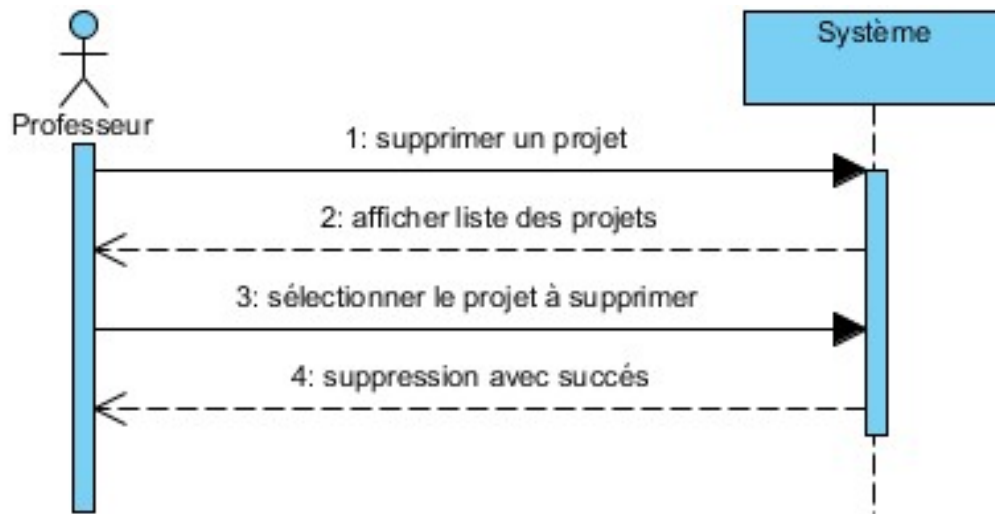 Système
Professeur
1: supprimer un projet
2: afficher liste des projets
3: sélectionner le projet à supprimer
4: suppression avec succés